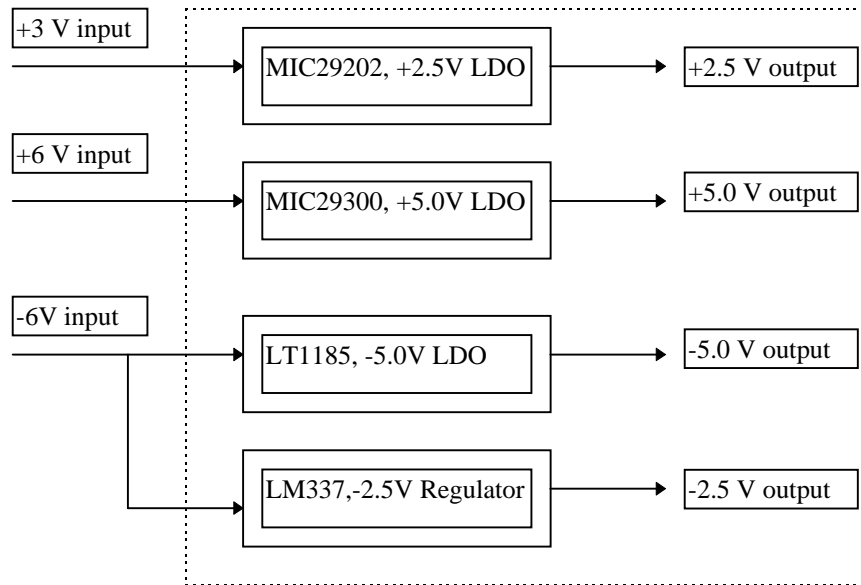 +3 V input
MIC29202, +2.5V LDO
+2.5 V output
+6 V input
MIC29300, +5.0V LDO
+5.0 V output
-6V input
LT1185, -5.0V LDO
-5.0 V output
LM337,-2.5V Regulator
-2.5 V output